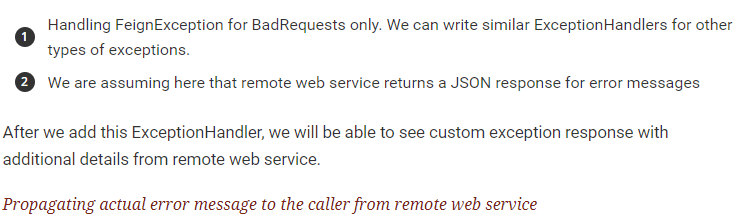 1 Handling FeignException for BadRequests only. We can write similar ExceptionHandlers for other
types of exceptions.
2 We are assuming here that remote web service returns a JSON response for error messages
After we add this ExceptionHandler, we will be able to see custom exception response with
additional details from remote web service.
Propagating actual error message to the caller from remote web service